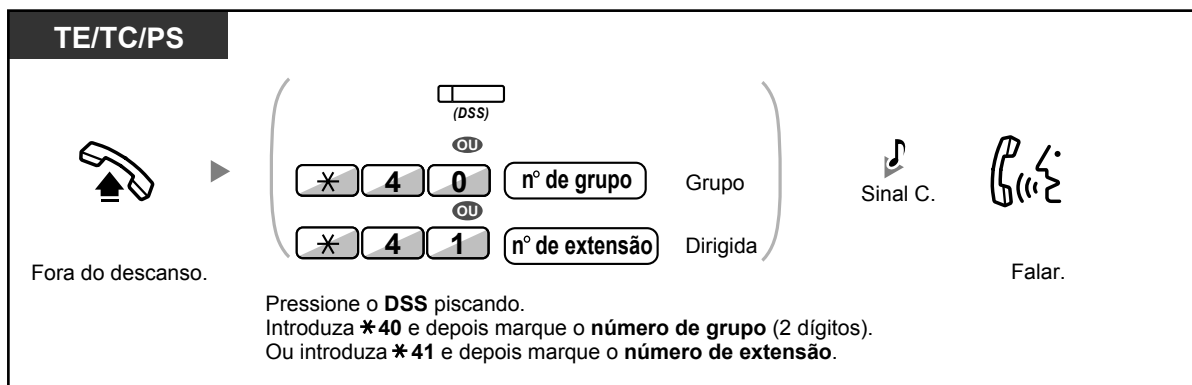 TE/TC/PS
(DSS)
OU
* 4 0 n° de grupo Grupo
OU
* 4 1 n° de extensão Dirigida
Sinal C.
Fora do descanso.
Falar.
Pressione o DSS piscando.
Introduza *40 e depois marque o número de grupo (2 dígitos).
Ou introduza *41 e depois marque o número de extensão.